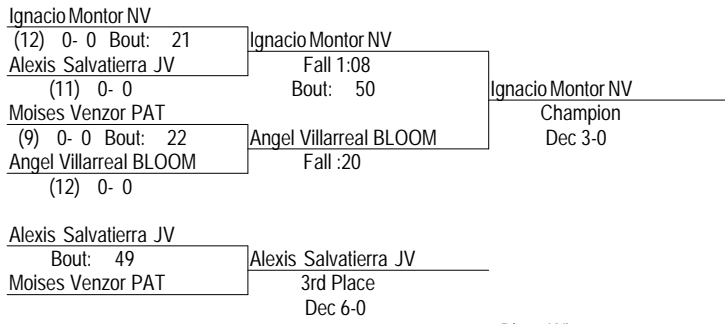 Ignacio Montor NV
(12) 0- 0 Bout: 21
Ignacio Montor NV
Alexis Salvatierra JV
Fall 1:08
(11) 0- 0
Bout: 50
Ignacio Montor NV
Moises Venzor PAT
Champion
(9) 0- 0 Bout: 22
Angel Villarreal BLOOM
Dec 3-0
Angel Villarreal BLOOM
Fall :20
(12) 0- 0
Alexis Salvatierra JV
Bout: 49
Alexis Salvatierra JV
Moises Venzor PAT
3rd Place
Dec 6-0